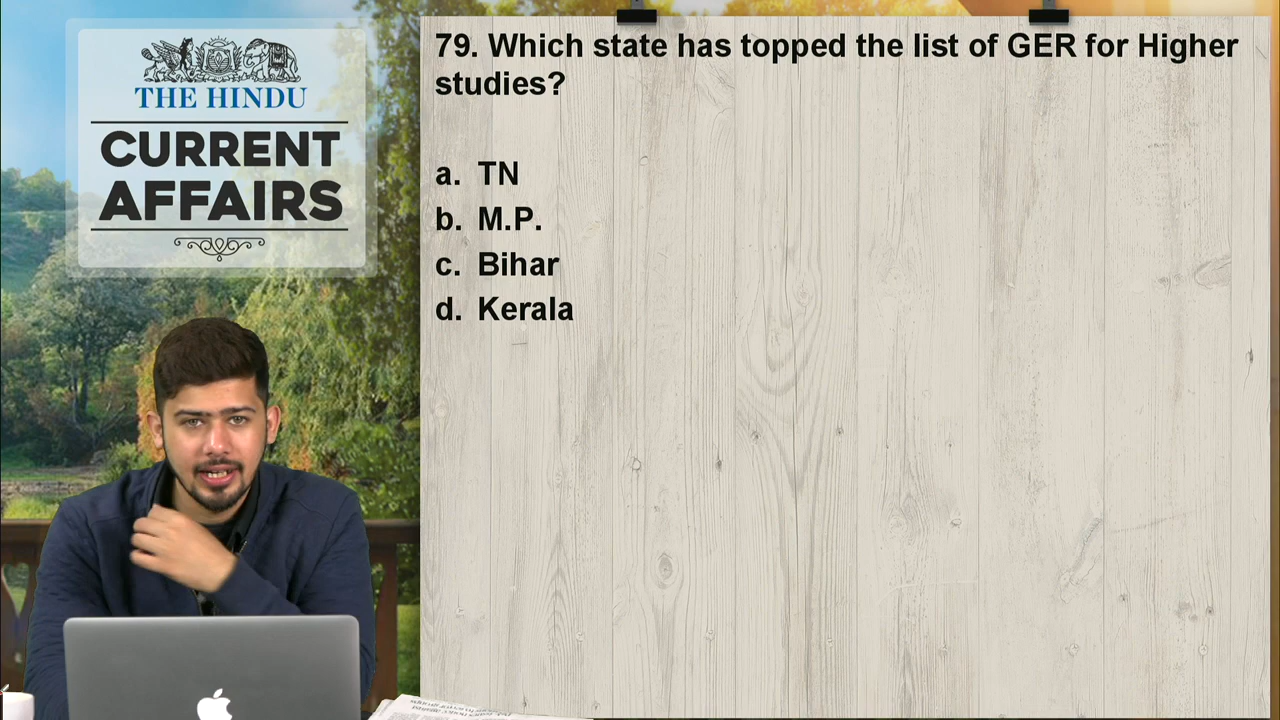 THE HINDU
CURRENT
AFFAIRS
79. Which state has topped the list of GER for Higher
studies?
a. TN
b. M.P.
c. Bihar
d. Kerala